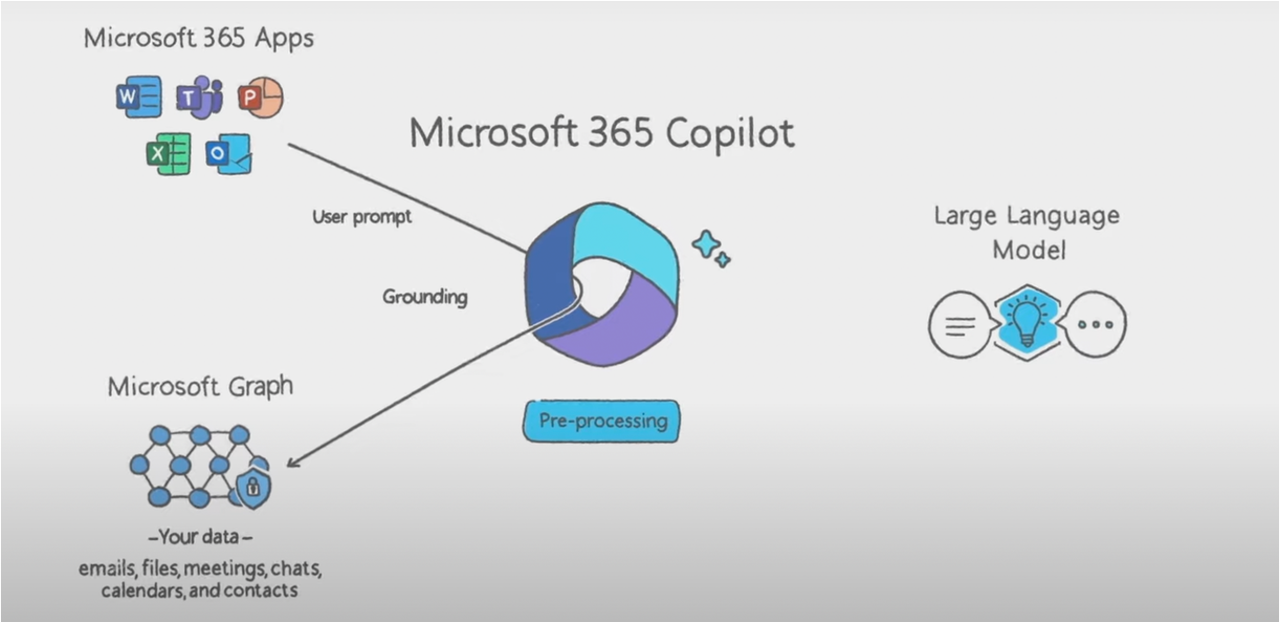 Microsoft 365 Apps
W
T
P
X
O
Microsoft 365 Copilot
User prompt
Grounding
Large Language
Model
Microsoft Graph
Pre-processing
-Your data-
emails, files, meetings, chats,
calendars, and contacts